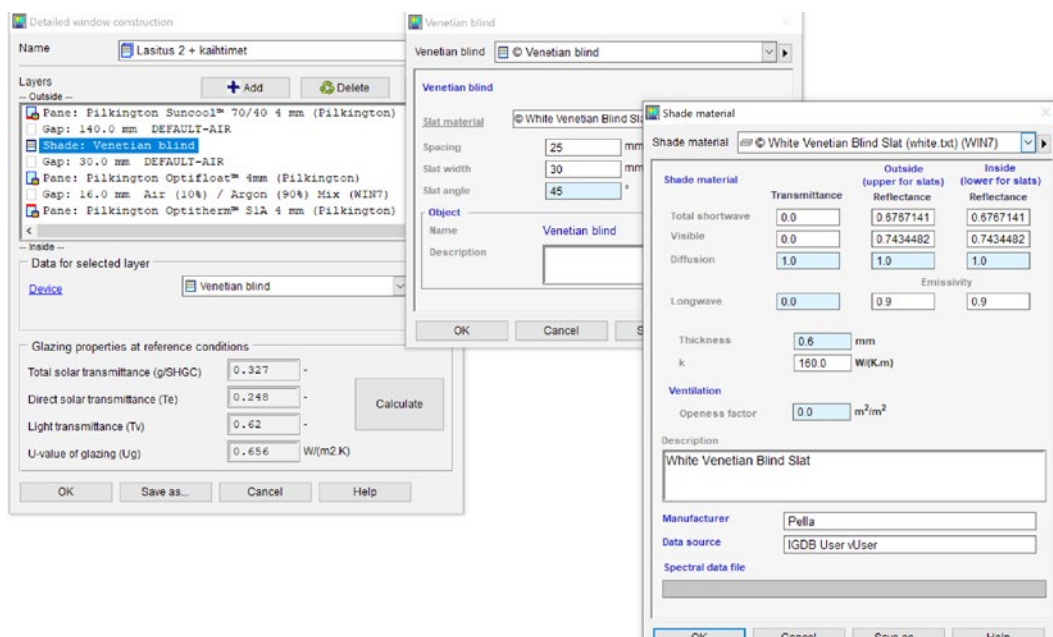 Detailed window construction
Name Lasitus 2 + kaihtimet
Layers Add Delete
-- Outside --
Pane: Pilkington Suncool™ 70/40 4 mm (Pilkington)
Gap: 140.0 mm DEFAULT-AIR
Shade: Venetian blind
Gap: 30.0 mm DEFAULT-AIR
Pane: Pilkington Optifloat™ 4mm (Pilkington)
Gap: 16.0 mm Air (10%) / Argon (90%) Mix (WIN7)
Pane: Pilkington Optitherm™ S1A 4 mm (Pilkington)
-- Inside --
Data for selected layer
Device Venetian blind
Glazing properties at reference conditions
Total solar transmittance (g/SHGC) 0.327 -
Direct solar transmittance (Te) 0.248 -
Calculate
Light transmittance (Tv) 0.62 -
U-value of glazing (Ug) 0.656 W/(m2.K)
OK Save as... Cancel Help
Venetian blind
Venetian blind © Venetian blind
Venetian blind
Slat material © White Venetian Blind
Spacing 25 mm
Slat width 30 mm
Slat angle 45 °
Object
Name Venetian blind
Description
OK Cancel
Shade material
Shade material © White Venetian Blind Slat (white.txt) (WIN7)
Shade material
Outside Inside
(upper for slats) (lower for slats)
Transmittance Reflectance Reflectance
Total shortwave 0.0 0.6767141 0.6767141
Visible 0.0 0.7434482 0.7434482
Diffusion 1.0 1.0 1.0
Emissivity
Longwave 0.0 0.9 0.9
Thickness 0.6 mm
k 160.0 W/(K.m)
Ventilation
Openess factor 0.0 m²/m²
Description
White Venetian Blind Slat
Manufacturer Pella
Data source IGDB User vUser
Spectral data file
OK Cancel Save as... Help